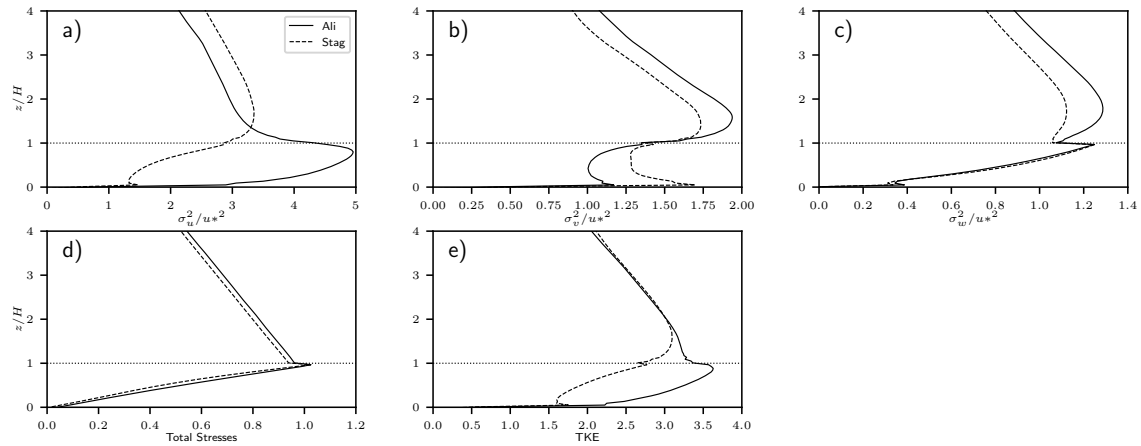 a)
Ali
Stag
z/H
4
3
2
1
0
0 1 2 3 4 5
σ_u^2/u*^2
b)
4
3
2
1
0
0.00 0.25 0.50 0.75 1.00 1.25 1.50 1.75 2.00
σ_v^2/u*^2
c)
4
3
2
1
0
0.0 0.2 0.4 0.6 0.8 1.0 1.2 1.4
σ_w^2/u*^2
d)
z/H
4
3
2
1
0
0.0 0.2 0.4 0.6 0.8 1.0 1.2
Total Stresses
e)
4
3
2
1
0
0.0 0.5 1.0 1.5 2.0 2.5 3.0 3.5 4.0
TKE